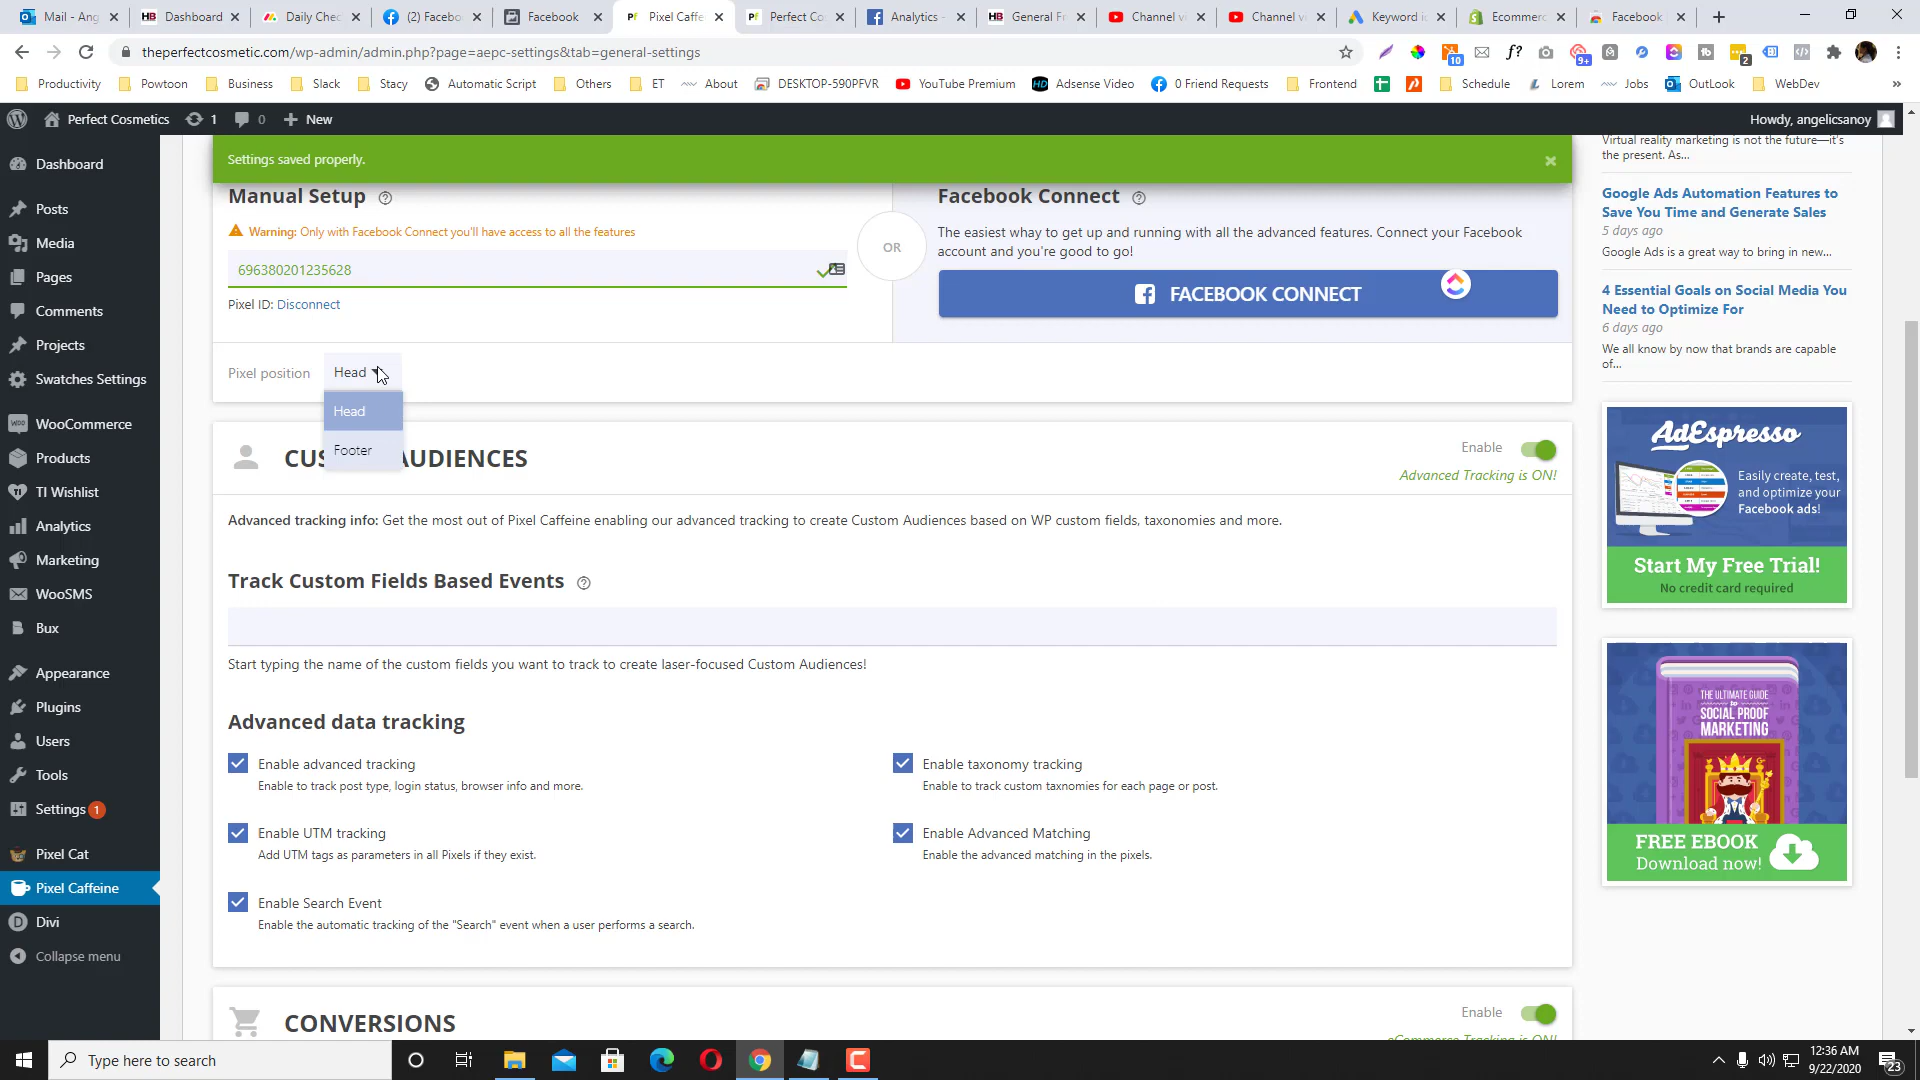 Mail - Ang
Dashboard
Daily Chec
(2) Facebo
Facebook
Pixel Caffe
Perfect Co
Analytics -
General Fr
Channel vi
Channel vi
Keyword i
Ecommerc
Facebook
theperfectcosmetic.com/wp-admin/admin.php?page=aepc-settings&tab=general-settings
10
9+
2
Productivity
Powtoon
Business
Slack
Stacy
Automatic Script
Others
ET
About
DESKTOP-590PFVR
YouTube Premium
Adsense Video
0 Friend Requests
Frontend
Schedule
Lorem
Jobs
OutLook
WebDev
Perfect Cosmetics
1
0
New
Howdy, angelicsanoy
Dashboard
Posts
Media
Pages
Comments
Projects
Swatches Settings
WooCommerce
Products
TI Wishlist
Analytics
Marketing
WooSMS
Bux
Appearance
Plugins
Users
Tools
Settings 1
Pixel Cat
Pixel Caffeine
Divi
Collapse menu
Settings saved properly.
Manual Setup
Warning: Only with Facebook Connect you'll have access to all the features
696380201235628
Pixel ID: Disconnect
OR
Facebook Connect
The easiest whay to get up and running with all the advanced features. Connect your Facebook
account and you're good to go!
FACEBOOK CONNECT
Pixel position
Head
Head
Footer
CUS
AUDIENCES
Enable
Advanced Tracking is ON!
Advanced tracking info: Get the most out of Pixel Caffeine enabling our advanced tracking to create Custom Audiences based on WP custom fields, taxonomies and more.
Track Custom Fields Based Events
Start typing the name of the custom fields you want to track to create laser-focused Custom Audiences!
Advanced data tracking
Enable advanced tracking
Enable to track post type, login status, browser info and more.
Enable taxonomy tracking
Enable to track custom taxnomies for each page or post.
Enable UTM tracking
Add UTM tags as parameters in all Pixels if they exist.
Enable Advanced Matching
Enable the advanced matching in the pixels.
Enable Search Event
Enable the automatic tracking of the "Search" event when a user performs a search.
CONVERSIONS
Enable
eCommerce Tracking is ON!
Virtual reality marketing is not the future—it's
the present. As...
Google Ads Automation Features to
Save You Time and Generate Sales
5 days ago
Google Ads is a great way to bring in new...
4 Essential Goals on Social Media You
Need to Optimize For
6 days ago
We all know by now that brands are capable
of...
AdEspresso
Easily create, test,
and optimize your
Facebook ads!
Start My Free Trial!
No credit card required
THE ULTIMATE GUIDE
to
SOCIAL PROOF
MARKETING
FREE EBOOK
Download now!
Type here to search
12:36 AM
9/22/2020
23